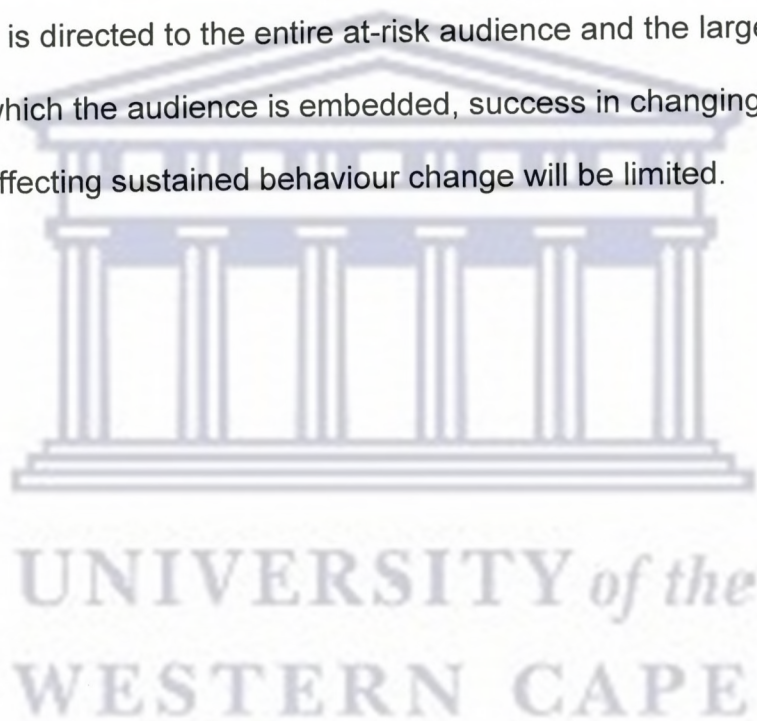 is directed to the entire at-risk audience and the large
which the audience is embedded, success in changing
ffecting sustained behaviour change will be limited.
UNIVERSITY of the
WESTERN CAPE